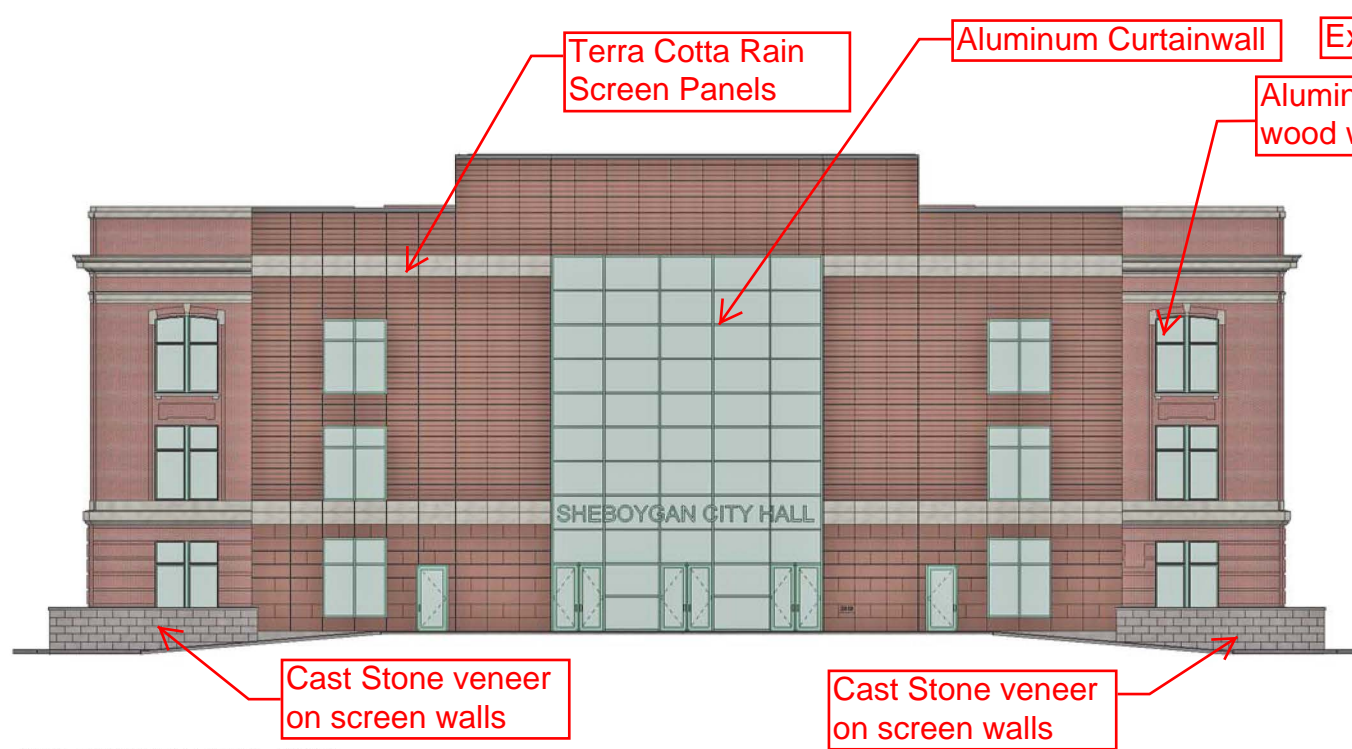 Terra Cotta Rain
Screen Panels
Aluminum Curtainwall
wood
SHEBOYGAN CITY HALL
Cast Stone veneer
on screen walls
Cast Stone veneer
on screen walls